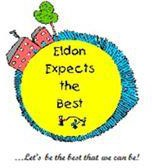 Eldon
Expects
the
Best
...Let's be the best that we can be!